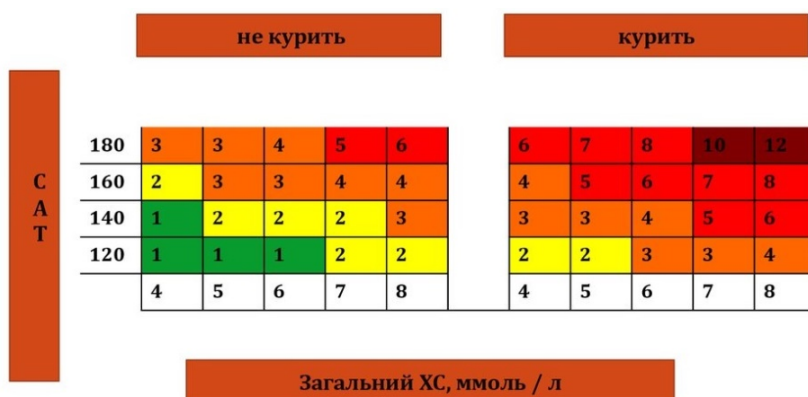 не курить курить
САТ
180 3 3 4 5 6 6 7 8 10 12
160 2 3 3 4 4 4 5 6 7 8
140 1 2 2 2 3 3 3 4 5 6
120 1 1 1 2 2 2 2 3 3 4
4 5 6 7 8 4 5 6 7 8
Загальний ХС, ммоль / л